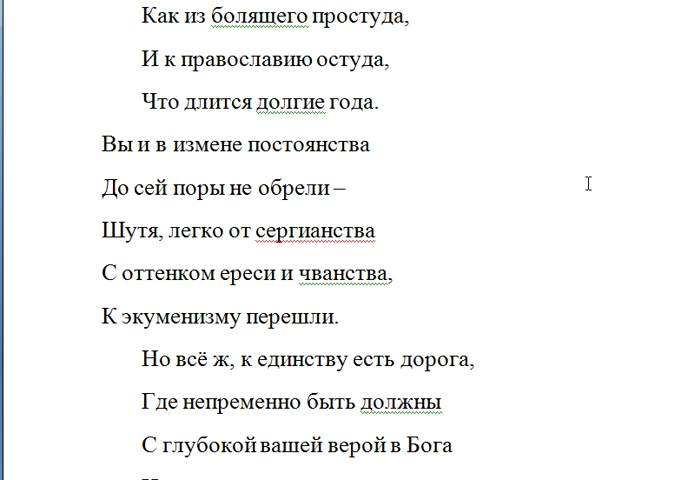 Как из болящего простуда,
И к православию остуда,
Что длится долгие года.
Вы и в измене постоянства
До сей поры не обрели –
Шутя, легко от сергианства
С оттенком ереси и чванства,
К экуменизму перешли.
Но всё ж, к единству есть дорога,
Где непременно быть должны
С глубокой вашей верой в Бога